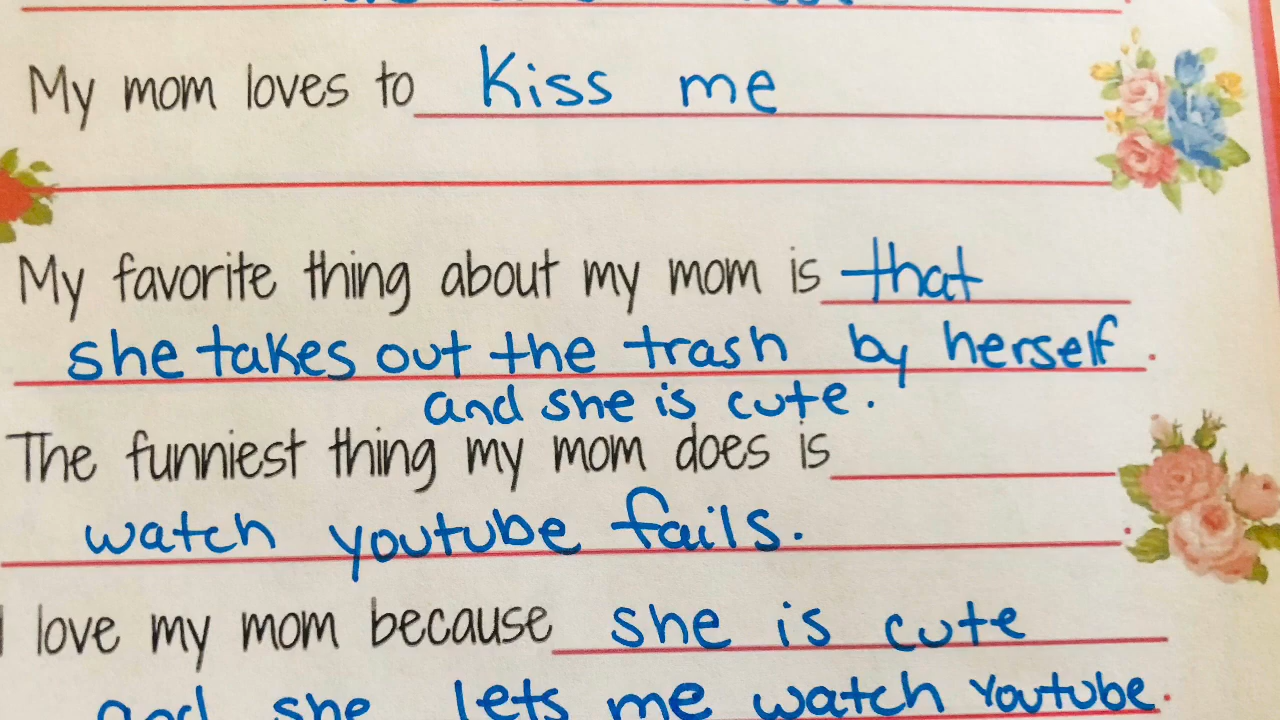 My mom loves to Kiss me
My favorite thing about my mom is that
she takes out the trash by herself.
and she is cute.
The funniest thing my mom does is
watch youtube fails.
I love my mom because she is cute
and she lets me watch Youtube.